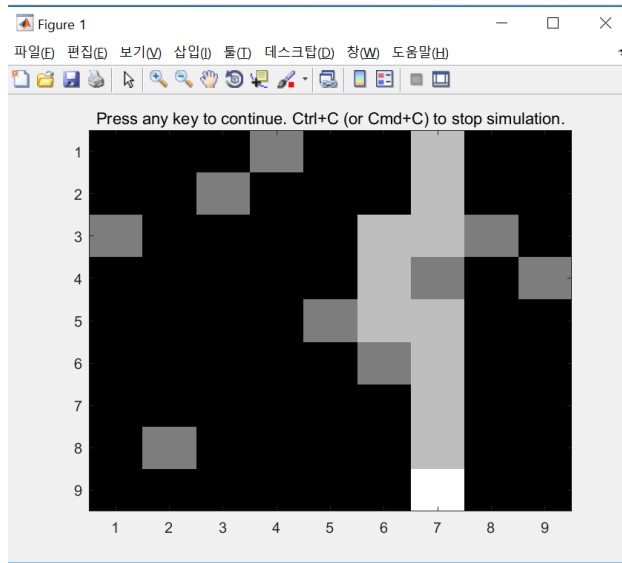 Figure 1
파일(F) 편집(E) 보기(V) 삽입(I) 툴(T) 데스크탑(D) 창(W) 도움말(H)
Press any key to continue. Ctrl+C (or Cmd+C) to stop simulation.
1
2
3
4
5
6
7
8
9
1 2 3 4 5 6 7 8 9